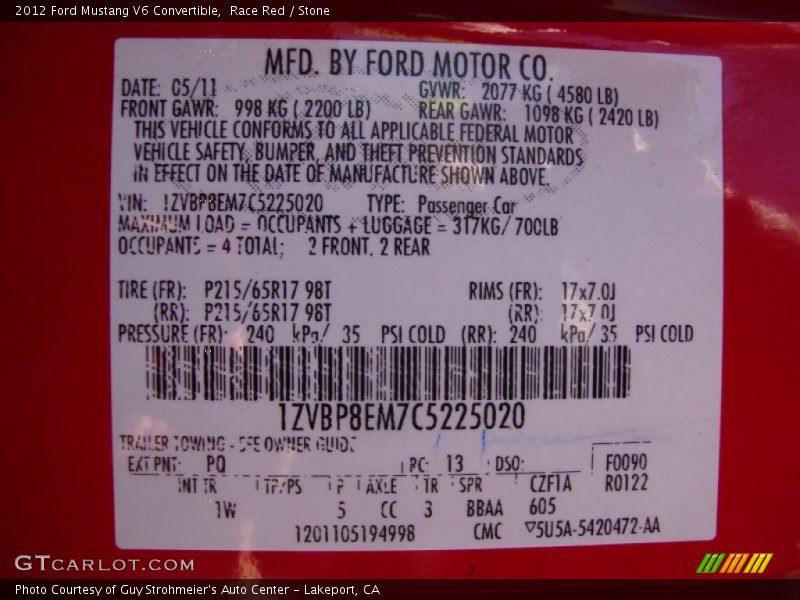 2012 Ford Mustang V6 Convertible,  Race Red / Stone
MFD. BY FORD MOTOR CO.
DATE: 05/11 GVWR: 2077 KG ( 4580 LB)
FRONT GAWR: 998 KG ( 2200 LB) REAR GAWR: 1098 KG ( 2420 LB)
THIS VEHICLE CONFORMS TO ALL APPLICABLE FEDERAL MOTOR
VEHICLE SAFETY, BUMPER, AND THEFT PREVENTION STANDARDS
IN EFFECT ON THE DATE OF MANUFACTURE SHOWN ABOVE.
VIN: 1ZVBP8EM7C5225020 TYPE: Passenger Car
MAXIMUM LOAD = OCCUPANTS + LUGGAGE = 317KG/ 700LB
OCCUPANTS = 4 TOTAL; 2 FRONT, 2 REAR
TIRE (FR): P215/65R17 98T RIMS (FR): 17x7.0J
(RR): P215/65R17 98T (RR): 17x7.0J
PRESSURE (FR): 240 kPa/ 35 PSI COLD (RR): 240 kPa/ 35 PSI COLD
1ZVBP8EM7C5225020
TRAILER TOWING - SEE OWNER GUIDE
EXT PNT: PQ RC: 13 DSO: F0090
INT TR TP/PS R AXLE TR SPR CZF1A R0122
1W 5 CC 3 BBAA 605
1201105194998 CMC ▽5U5A-5420472-AA
GTCARLOT.COM
Photo Courtesy of Guy Strohmeier's Auto Center - Lakeport, CA